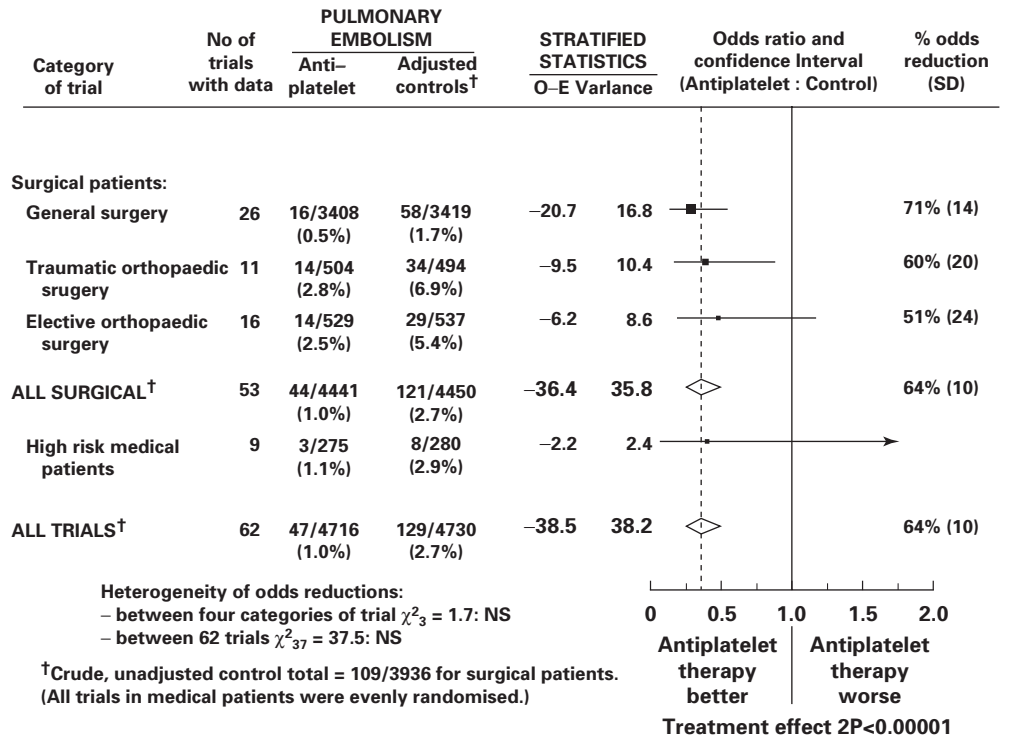 PULMONARY
No of EMBOLISM STRATIFIED Odds ratio and % odds
Category trials Anti– Adjusted STATISTICS confidence Interval reduction
of trial with data platelet controls† O–E Varlance (Antiplatelet : Control) (SD)
Surgical patients:
General surgery 26 16/3408 58/3419 –20.7 16.8 71% (14)
(0.5%) (1.7%)
Traumatic orthopaedic 11 14/504 34/494 –9.5 10.4 60% (20)
srugery (2.8%) (6.9%)
Elective orthopaedic 16 14/529 29/537 –6.2 8.6 51% (24)
surgery (2.5%) (5.4%)
ALL SURGICAL† 53 44/4441 121/4450 –36.4 35.8 64% (10)
(1.0%) (2.7%)
High risk medical 9 3/275 8/280 –2.2 2.4
patients (1.1%) (2.9%)
ALL TRIALS† 62 47/4716 129/4730 –38.5 38.2 64% (10)
(1.0%) (2.7%)
Heterogeneity of odds reductions:
– between four categories of trial χ²₃ = 1.7: NS
– between 62 trials χ²₃₇ = 37.5: NS
†Crude, unadjusted control total = 109/3936 for surgical patients.
(All trials in medical patients were evenly randomised.)
0 0.5 1.0 1.5 2.0
Antiplatelet Antiplatelet
therapy therapy
better worse
Treatment effect 2P<0.00001